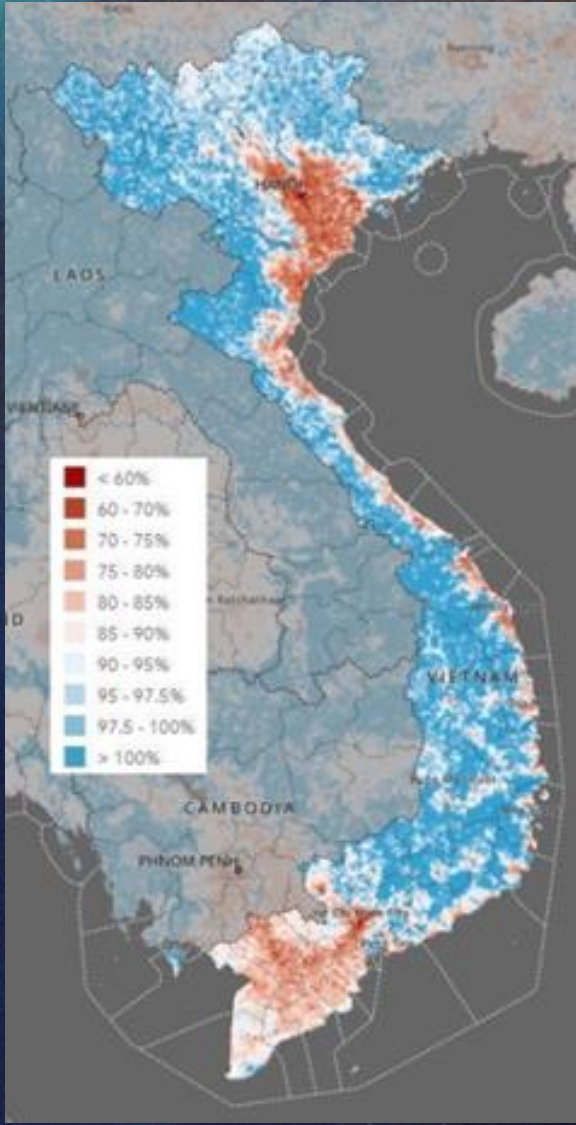 HANOI
LAOS
VIENTIANE
< 60%
60 - 70%
70 - 75%
75 - 80%
80 - 85%
85 - 90%
90 - 95%
95 - 97.5%
97.5 - 100%
> 100%
VIETNAM
CAMBODIA
PHNOM PENH